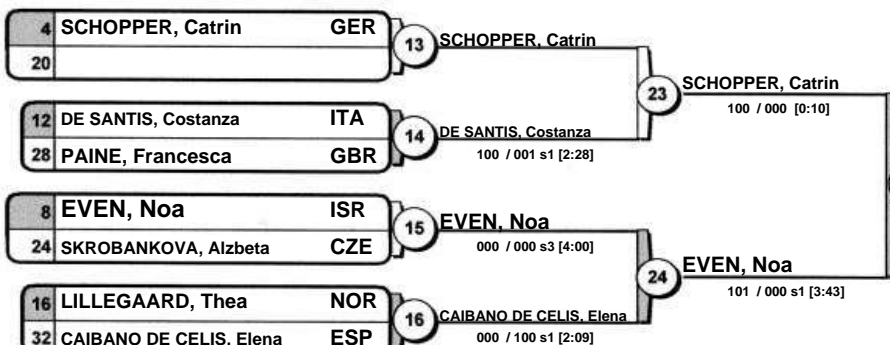 4 SCHOPPER, Catrin GER
20
13 SCHOPPER, Catrin
12 DE SANTIS, Costanza ITA
28 PAINE, Francesca GBR
14 DE SANTIS, Costanza
100 / 001 s1 [2:28]
23 SCHOPPER, Catrin
100 / 000 [0:10]
8 EVEN, Noa ISR
24 SKROBANKOVA, Alzbeta CZE
15 EVEN, Noa
000 / 000 s3 [4:00]
16 LILLEGAARD, Thea NOR
32 CAIBANO DE CELIS, Elena ESP
16 CAIBANO DE CELIS, Elena
000 / 100 s1 [2:09]
24 EVEN, Noa
101 / 000 s1 [3:43]